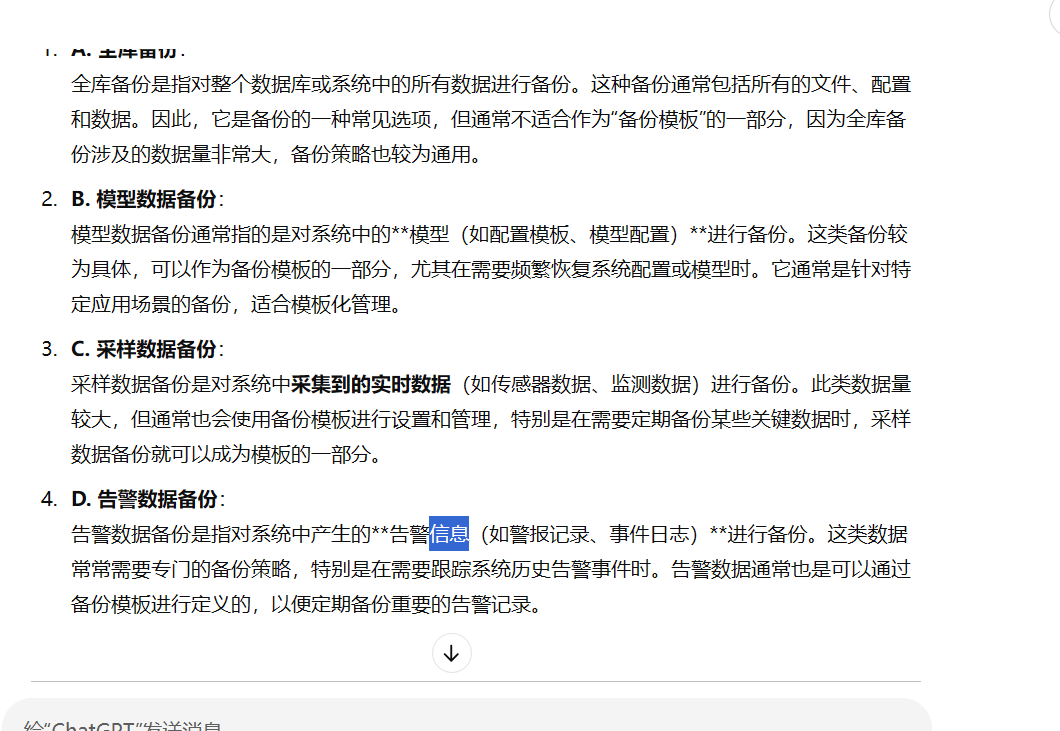 1. A. 全库备份：
全库备份是指对整个数据库或系统中的所有数据进行备份。这种备份通常包括所有的文件、配置
和数据。因此，它是备份的一种常见选项，但通常不适合作为“备份模板”的一部分，因为全库备
份涉及的数据量非常大，备份策略也较为通用。
2. B. 模型数据备份：
模型数据备份通常指的是对系统中的**模型（如配置模板、模型配置）**进行备份。这类备份较
为具体，可以作为备份模板的一部分，尤其在需要频繁恢复系统配置或模型时。它通常是针对特
定应用场景的备份，适合模板化管理。
3. C. 采样数据备份：
采样数据备份是对系统中采集到的实时数据（如传感器数据、监测数据）进行备份。此类数据量
较大，但通常也会使用备份模板进行设置和管理，特别是在需要定期备份某些关键数据时，采样
数据备份就可以成为模板的一部分。
4. D. 告警数据备份：
告警数据备份是指对系统中产生的**告警信息（如警报记录、事件日志）**进行备份。这类数据
常常需要专门的备份策略，特别是在需要跟踪系统历史告警事件时。告警数据通常也是可以通过
备份模板进行定义的，以便定期备份重要的告警记录。
给“ChatGPT”发送消息